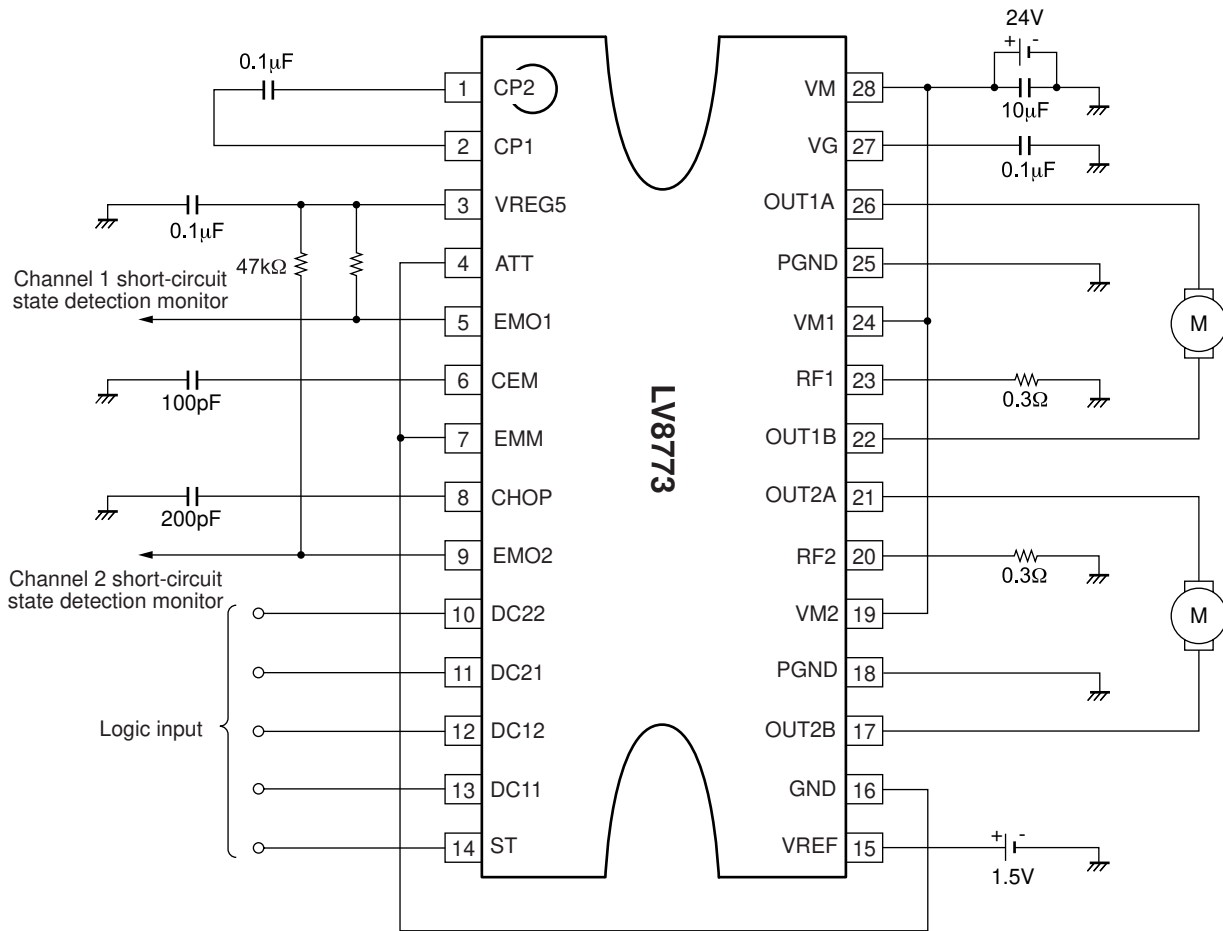 24V
+ -
0.1µF
1 CP2
VM 28
10µF
2 CP1
VG 27
0.1µF
3 VREG5
OUT1A 26
0.1µF
47kΩ
4 ATT
PGND 25
Channel 1 short-circuit
state detection monitor
5 EMO1
VM1 24
M
6 CEM
RF1 23
100pF
0.3Ω
LV8773
7 EMM
OUT1B 22
8 CHOP
OUT2A 21
200pF
9 EMO2
RF2 20
0.3Ω
Channel 2 short-circuit
state detection monitor
10 DC22
VM2 19
M
11 DC21
PGND 18
Logic input
12 DC12
OUT2B 17
13 DC11
GND 16
14 ST
VREF 15
+ -
1.5V